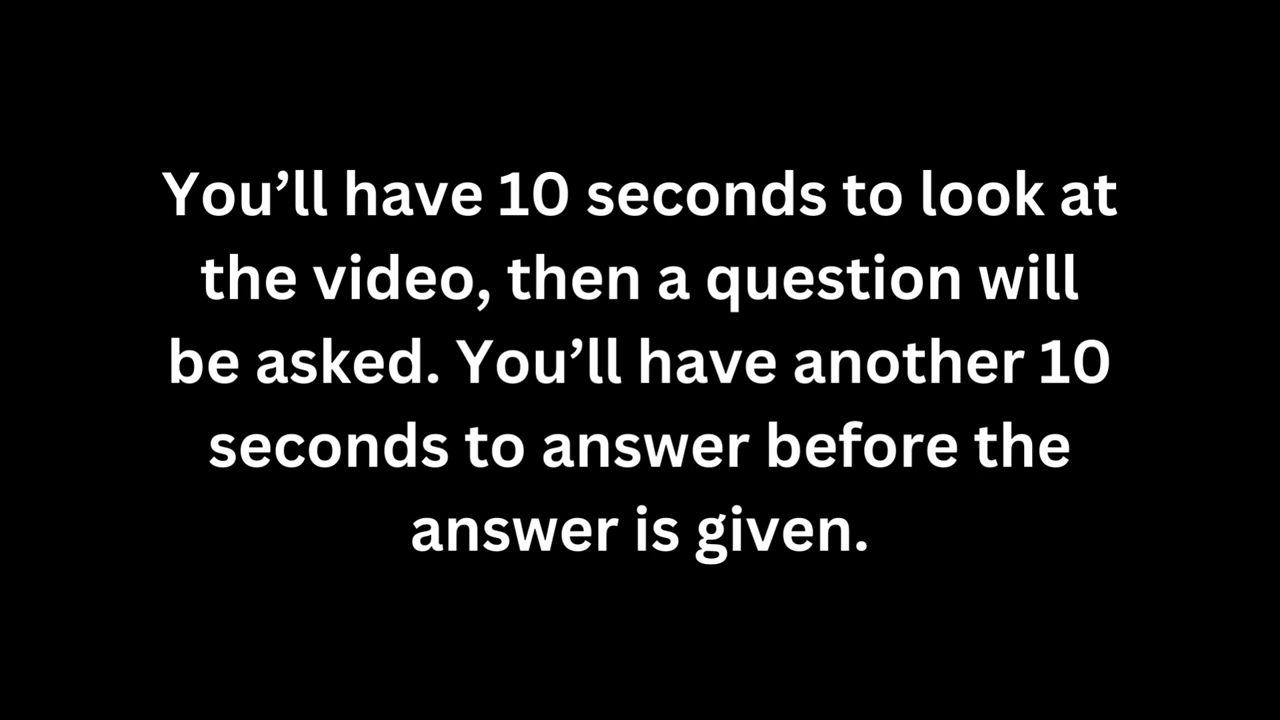 You’ll have 10 seconds to look at
the video, then a question will
be asked. You’ll have another 10
seconds to answer before the
answer is given.